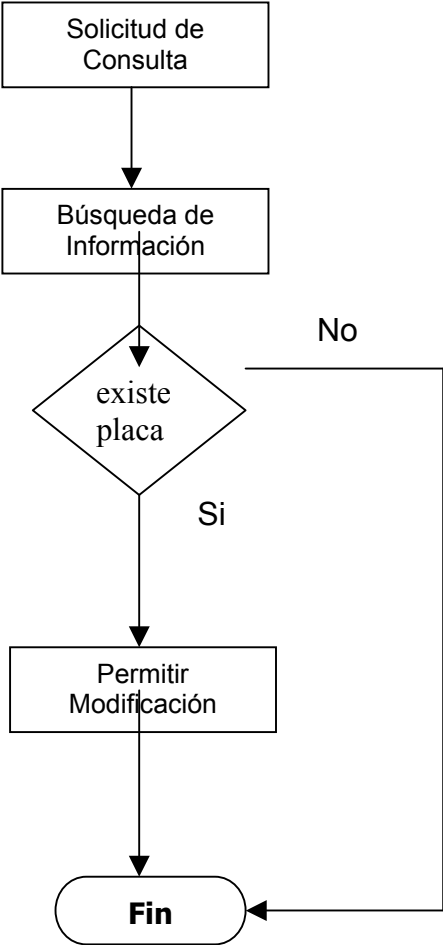 Solicitud de
Consulta
Búsqueda de
Información
No
existe
placa
Si
Permitir
Modificación
Fin